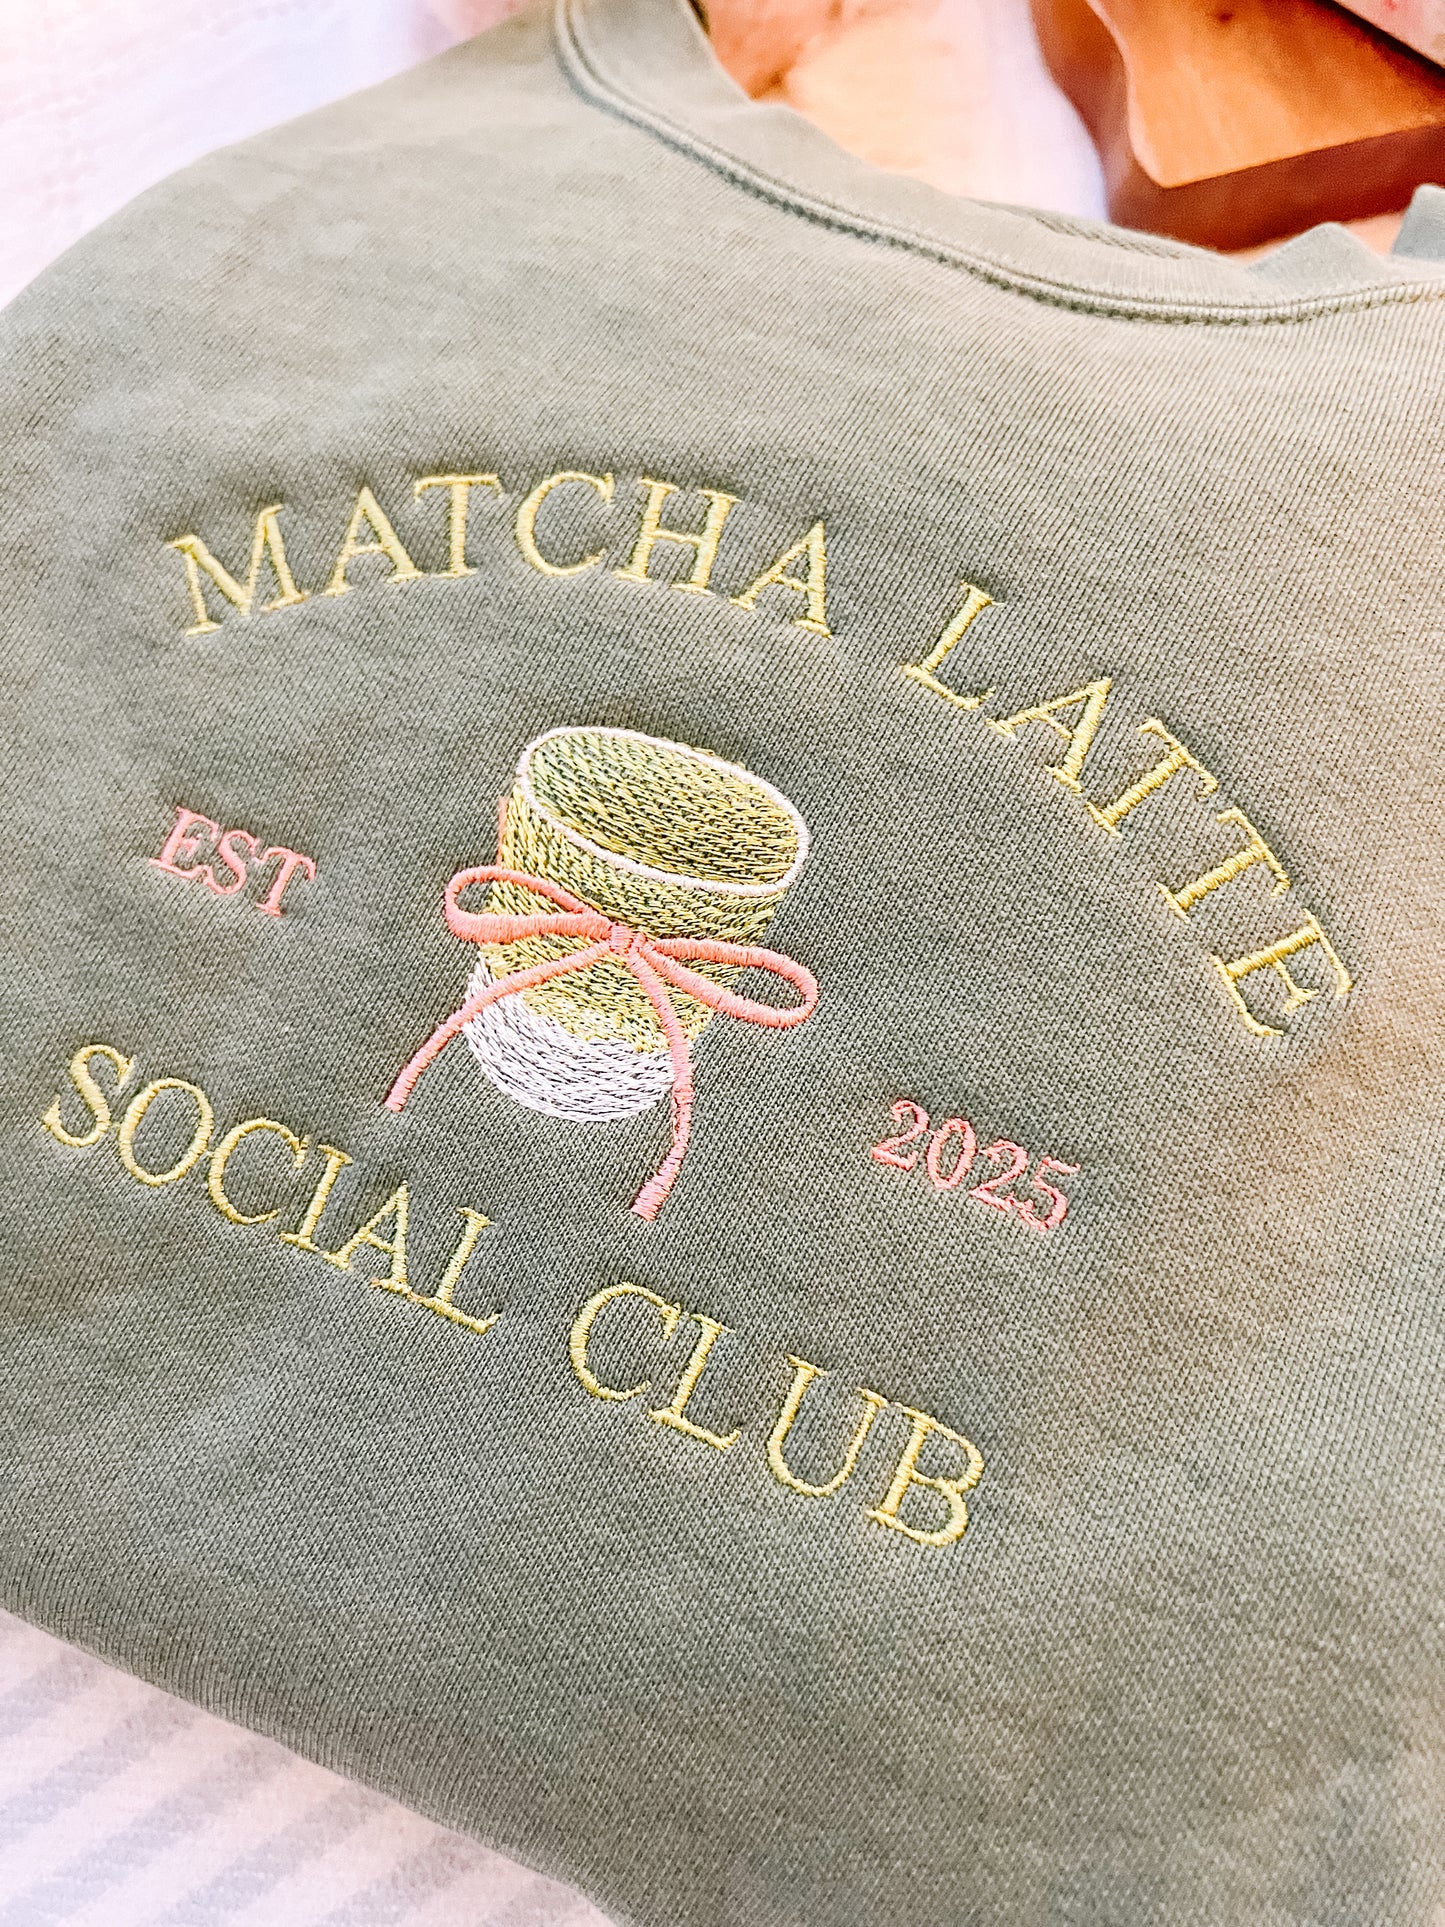 MATCHA LATTE
EST
2025
SOCIAL CLUB